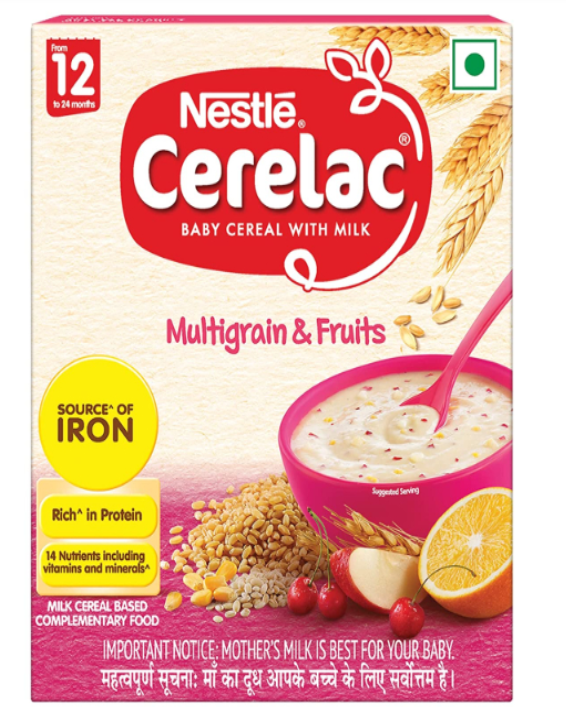 From
12
to 24 months
Nestlé®
Cerelac®
BABY CEREAL WITH MILK
Multigrain & Fruits
SOURCE^ OF
IRON
Rich^ in Protein
14 Nutrients including
vitamins and minerals^
Suggested Serving
MILK CEREAL BASED
COMPLEMENTARY FOOD
IMPORTANT NOTICE: MOTHER'S MILK IS BEST FOR YOUR BABY.
महत्वपूर्ण सूचना: माँ का दूध आपके बच्चे के लिए सर्वोत्तम है।